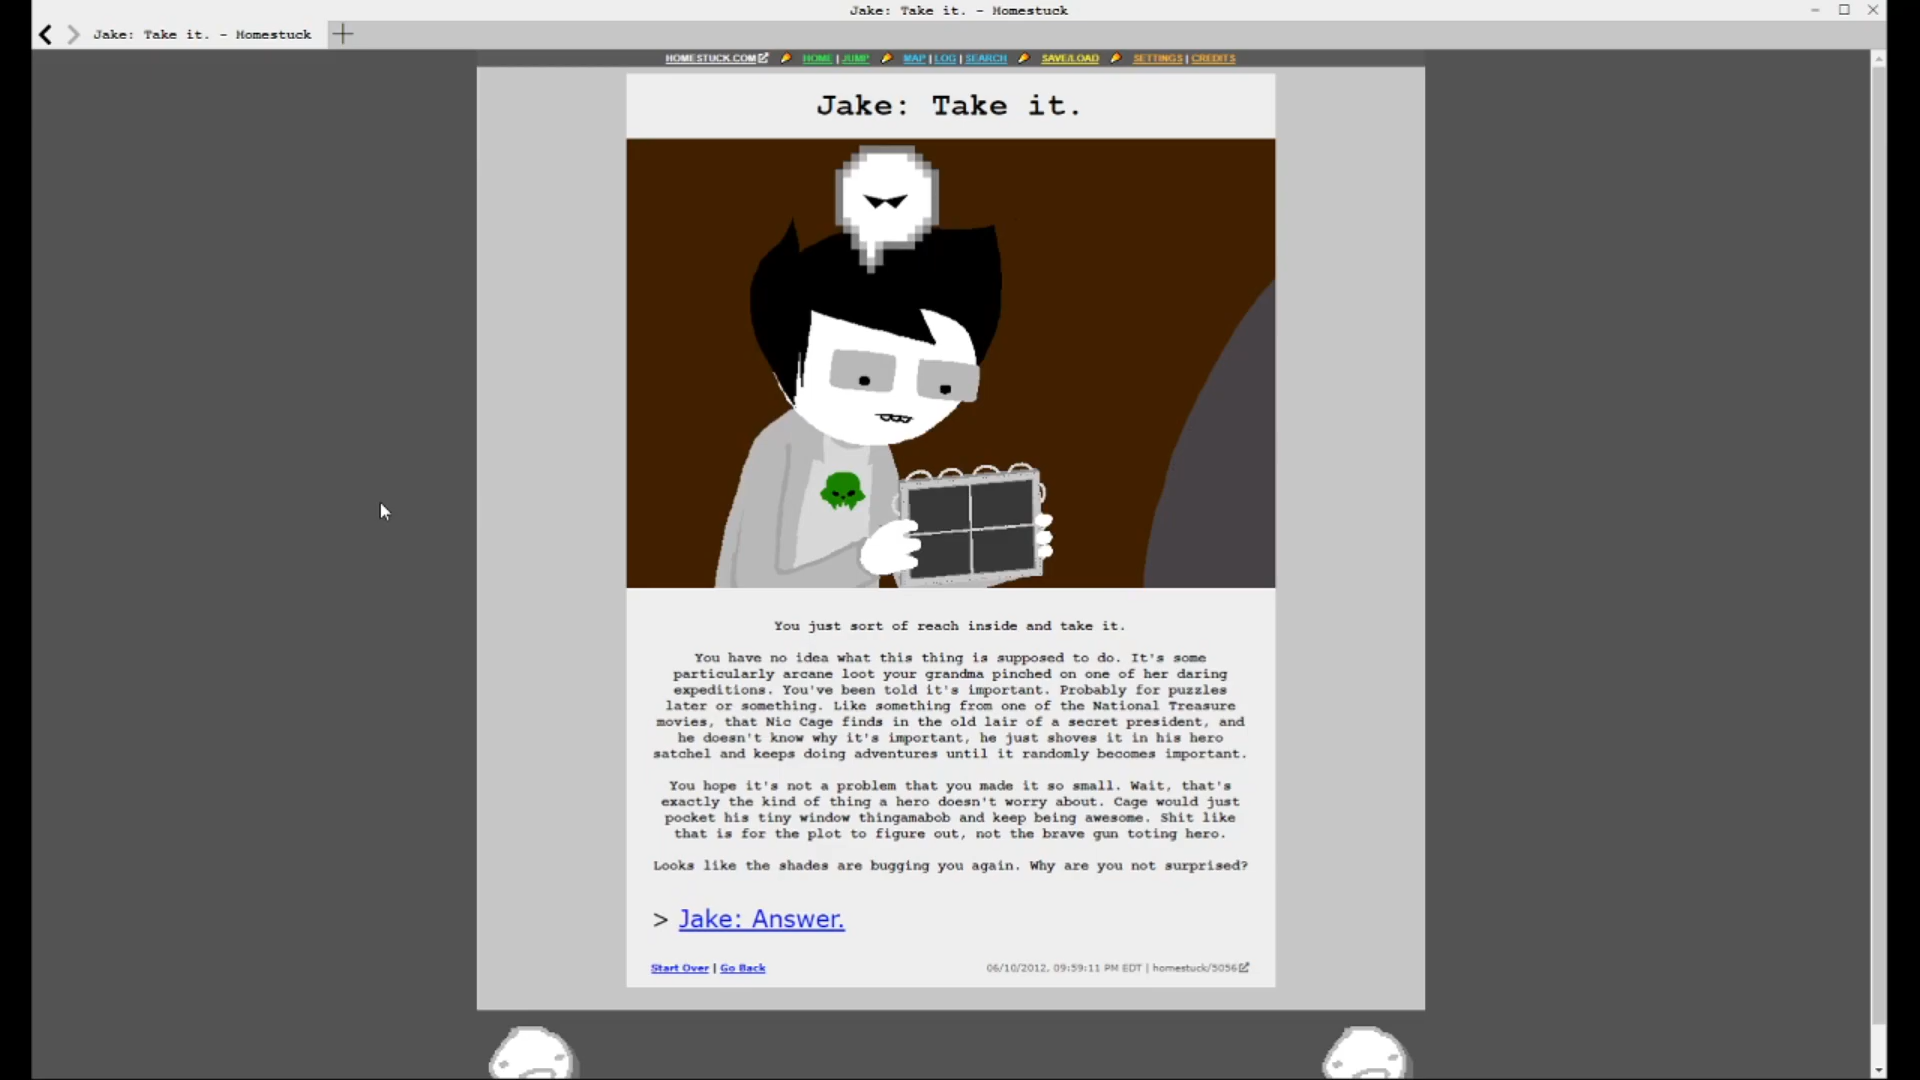 Jake: Take it. - Homestuck
Jake: Take it. - Homestuck
HOMESTUCK.COM HOME | JUMP MAP | LOG | SEARCH SAVE/LOAD SETTINGS | CREDITS
Jake: Take it.
You just sort of reach inside and take it.
You have no idea what this thing is supposed to do. It's some
particularly arcane loot your grandma pinched on one of her daring
expeditions. You've been told it's important. Probably for puzzles
later or something. Like something from one of the National Treasure
movies, that Nic Cage finds in the old lair of a secret president, and
he doesn't know why it's important, he just shoves it in his hero
satchel and keeps doing adventures until it randomly becomes important.
You hope it's not a problem that you made it so small. Wait, that's
exactly the kind of thing a hero doesn't worry about. Cage would just
pocket his tiny window thingamabob and keep being awesome. Shit like
that is for the plot to figure out, not the brave gun toting hero.
Looks like the shades are bugging you again. Why are you not surprised?
> Jake: Answer.
Start Over | Go Back 06/10/2012, 09:59:11 PM EDT | homestuck/5056